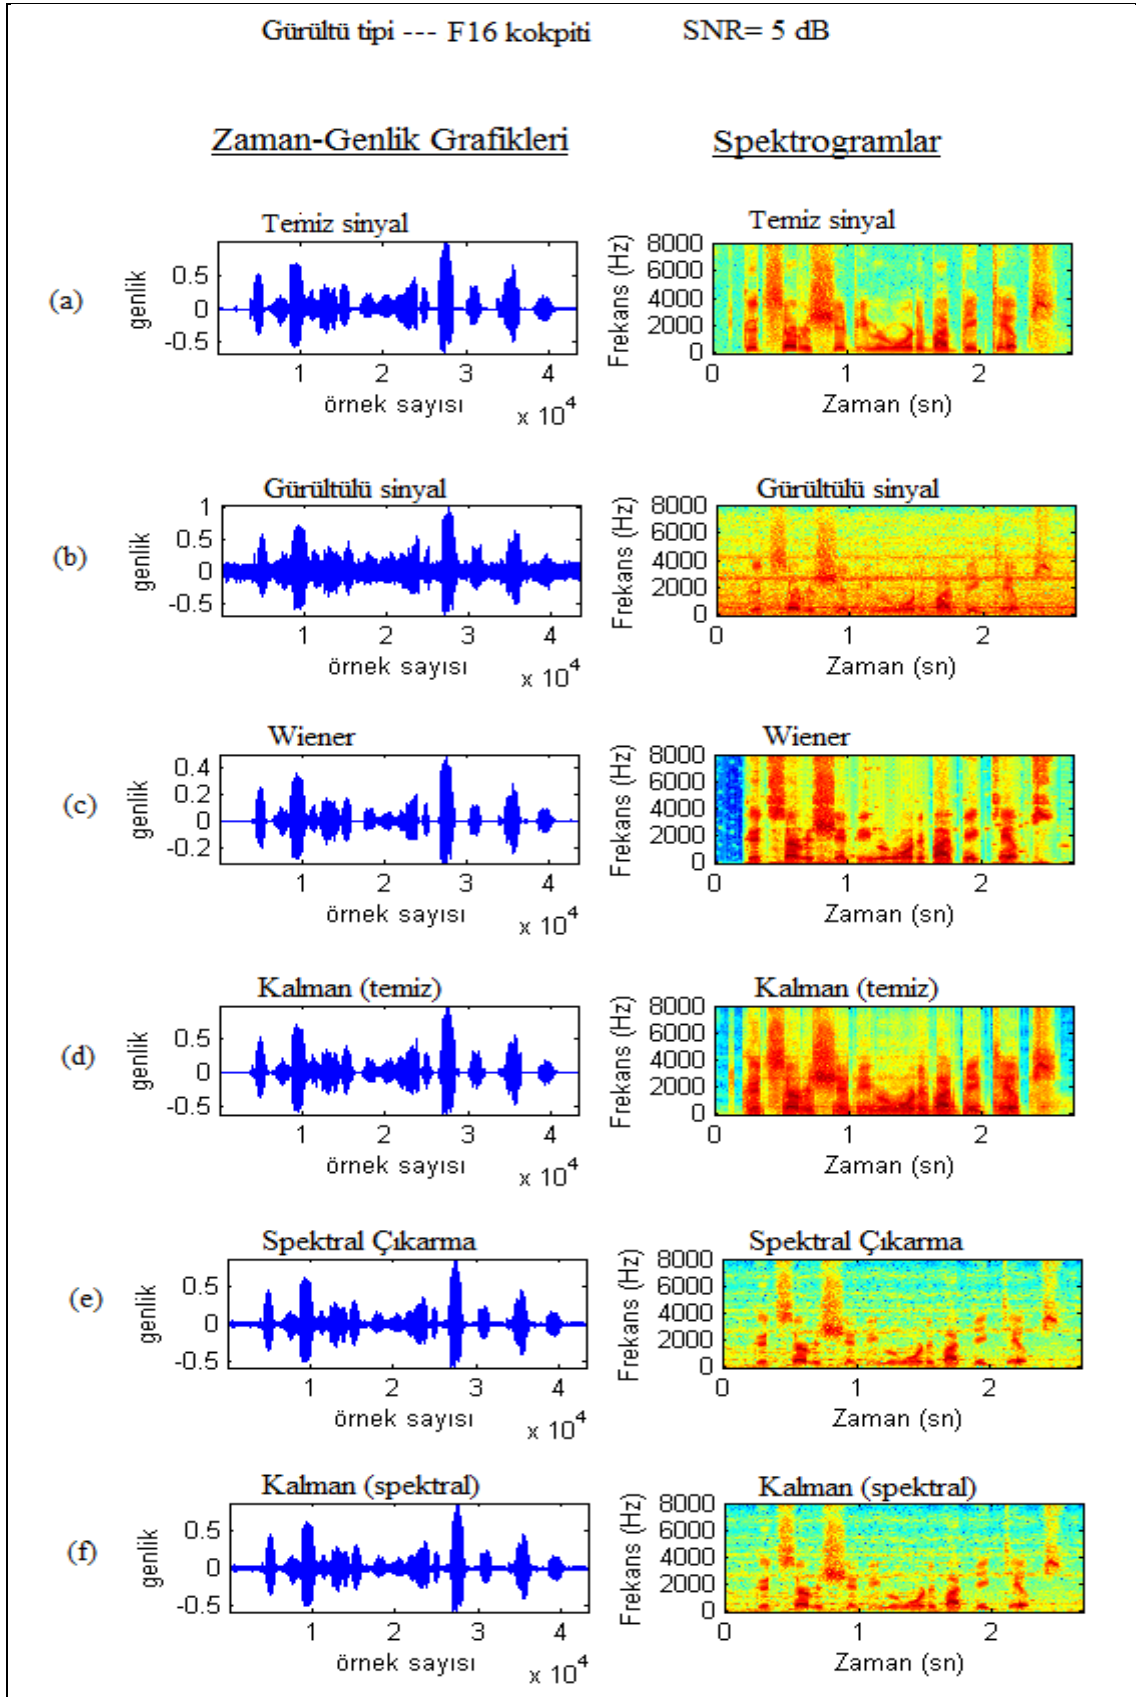 Gürültü tipi --- F16 kokpiti SNR= 5 dB
Zaman-Genlik Grafikleri Spektrogramlar
(a)
Temiz sinyal
genlik
0.5
0
-0.5
1 2 3 4
örnek sayısı
x 10^4
Temiz sinyal
Frekans (Hz)
8000
6000
4000
2000
0
0 1 2
Zaman (sn)
(b)
Gürültülü sinyal
genlik
1
0.5
0
-0.5
1 2 3 4
örnek sayısı
x 10^4
Gürültülü sinyal
Frekans (Hz)
8000
6000
4000
2000
0
0 1 2
Zaman (sn)
(c)
Wiener
genlik
0.4
0.2
0
-0.2
1 2 3 4
örnek sayısı
x 10^4
Wiener
Frekans (Hz)
8000
6000
4000
2000
0
0 1 2
Zaman (sn)
(d)
Kalman (temiz)
genlik
0.5
0
-0.5
1 2 3 4
örnek sayısı
x 10^4
Kalman (temiz)
Frekans (Hz)
8000
6000
4000
2000
0
0 1 2
Zaman (sn)
(e)
Spektral Çıkarma
genlik
0.5
0
-0.5
1 2 3 4
örnek sayısı
x 10^4
Spektral Çıkarma
Frekans (Hz)
8000
6000
4000
2000
0
0 1 2
Zaman (sn)
(f)
Kalman (spektral)
genlik
0.5
0
-0.5
1 2 3 4
örnek sayısı
x 10^4
Kalman (spektral)
Frekans (Hz)
8000
6000
4000
2000
0
0 1 2
Zaman (sn)